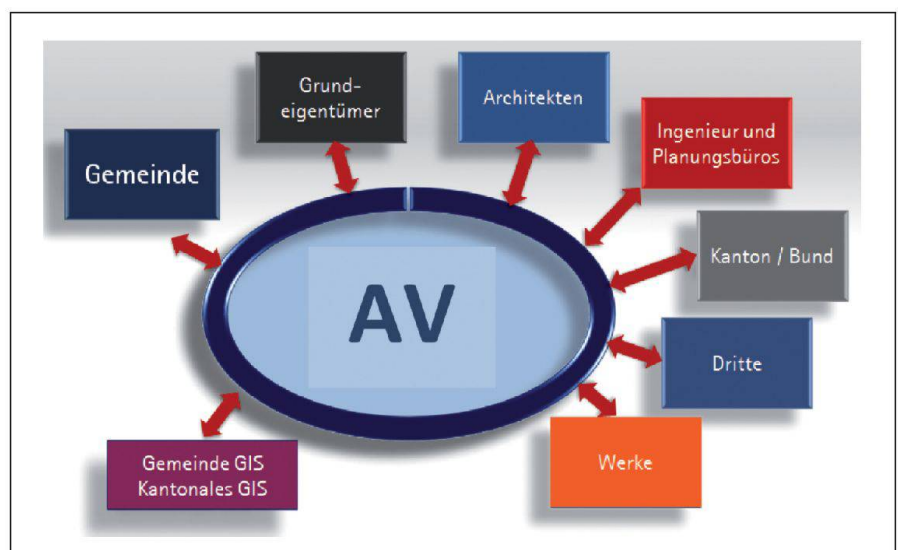 Grund-
eigentümer
Architekten
Ingenieur und
Planungsbüros
Gemeinde
Kanton / Bund
AV
Dritte
Werke
Gemeinde GIS
Kantonales GIS